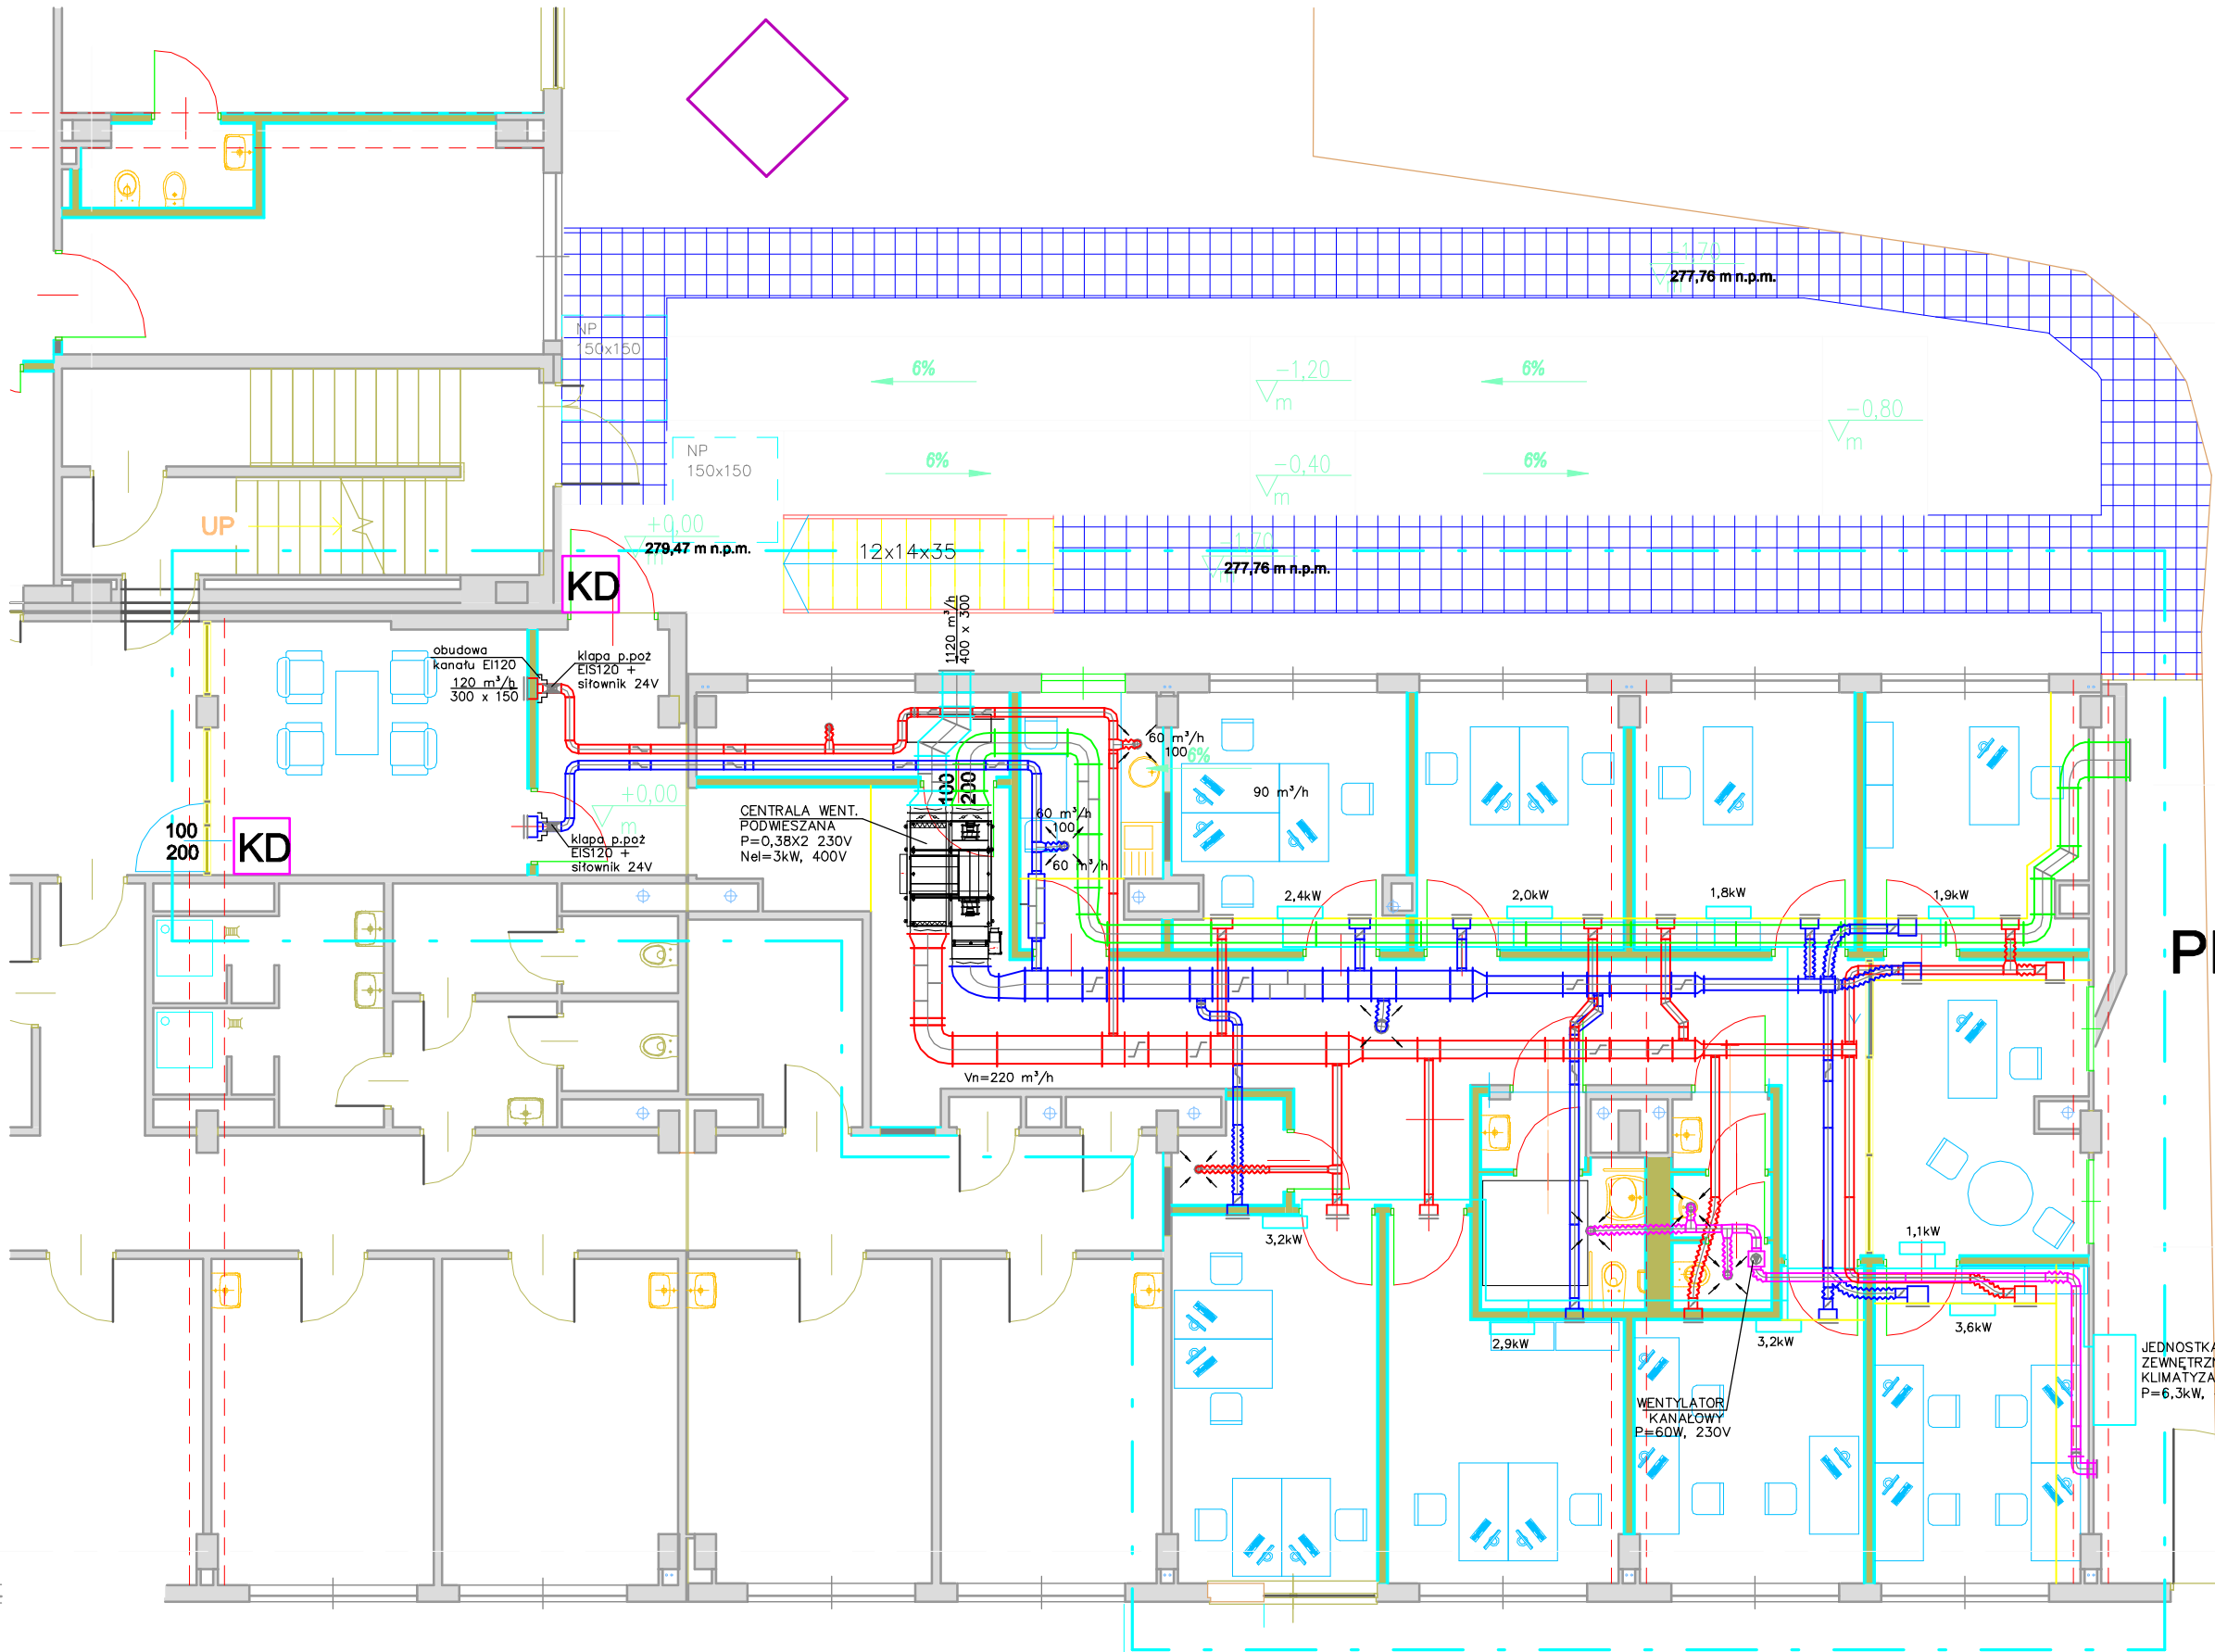 -1,70
277,76 m n.p.m.
NP
150x150
6%
-1,20
m
6%
-0,80
m
NP
150x150
6%
-0,40
m
6%
UP
+0,00
279,47 m n.p.m.
m
12x14x35
-1,70
277,76 m n.p.m.
KD
1120 m³/h
400 x 300
obudowa
kanału EI120
120 m³/h
300 x 150
klapa p.poż
EIS120 +
siłownik 24V
60 m³/h
100
6%
+0,00
m
100
200
90 m³/h
CENTRALA WENT.
PODWIESZANA
P=0,38X2 230V
Nel=3kW, 400V
60 m³/h
100
60 m³/h
100
200
KD
klapa p.poż
EIS120 +
siłownik 24V
2,4kW
2,0kW
1,8kW
1,9kW
Vn=220 m³/h
3,2kW
1,1kW
2,9kW
3,2kW
3,6kW
JEDNOSTKA
KLIMATYZA
P=6,3kW,
WENTYLATOR
KANAŁOWY
P=60W, 230V